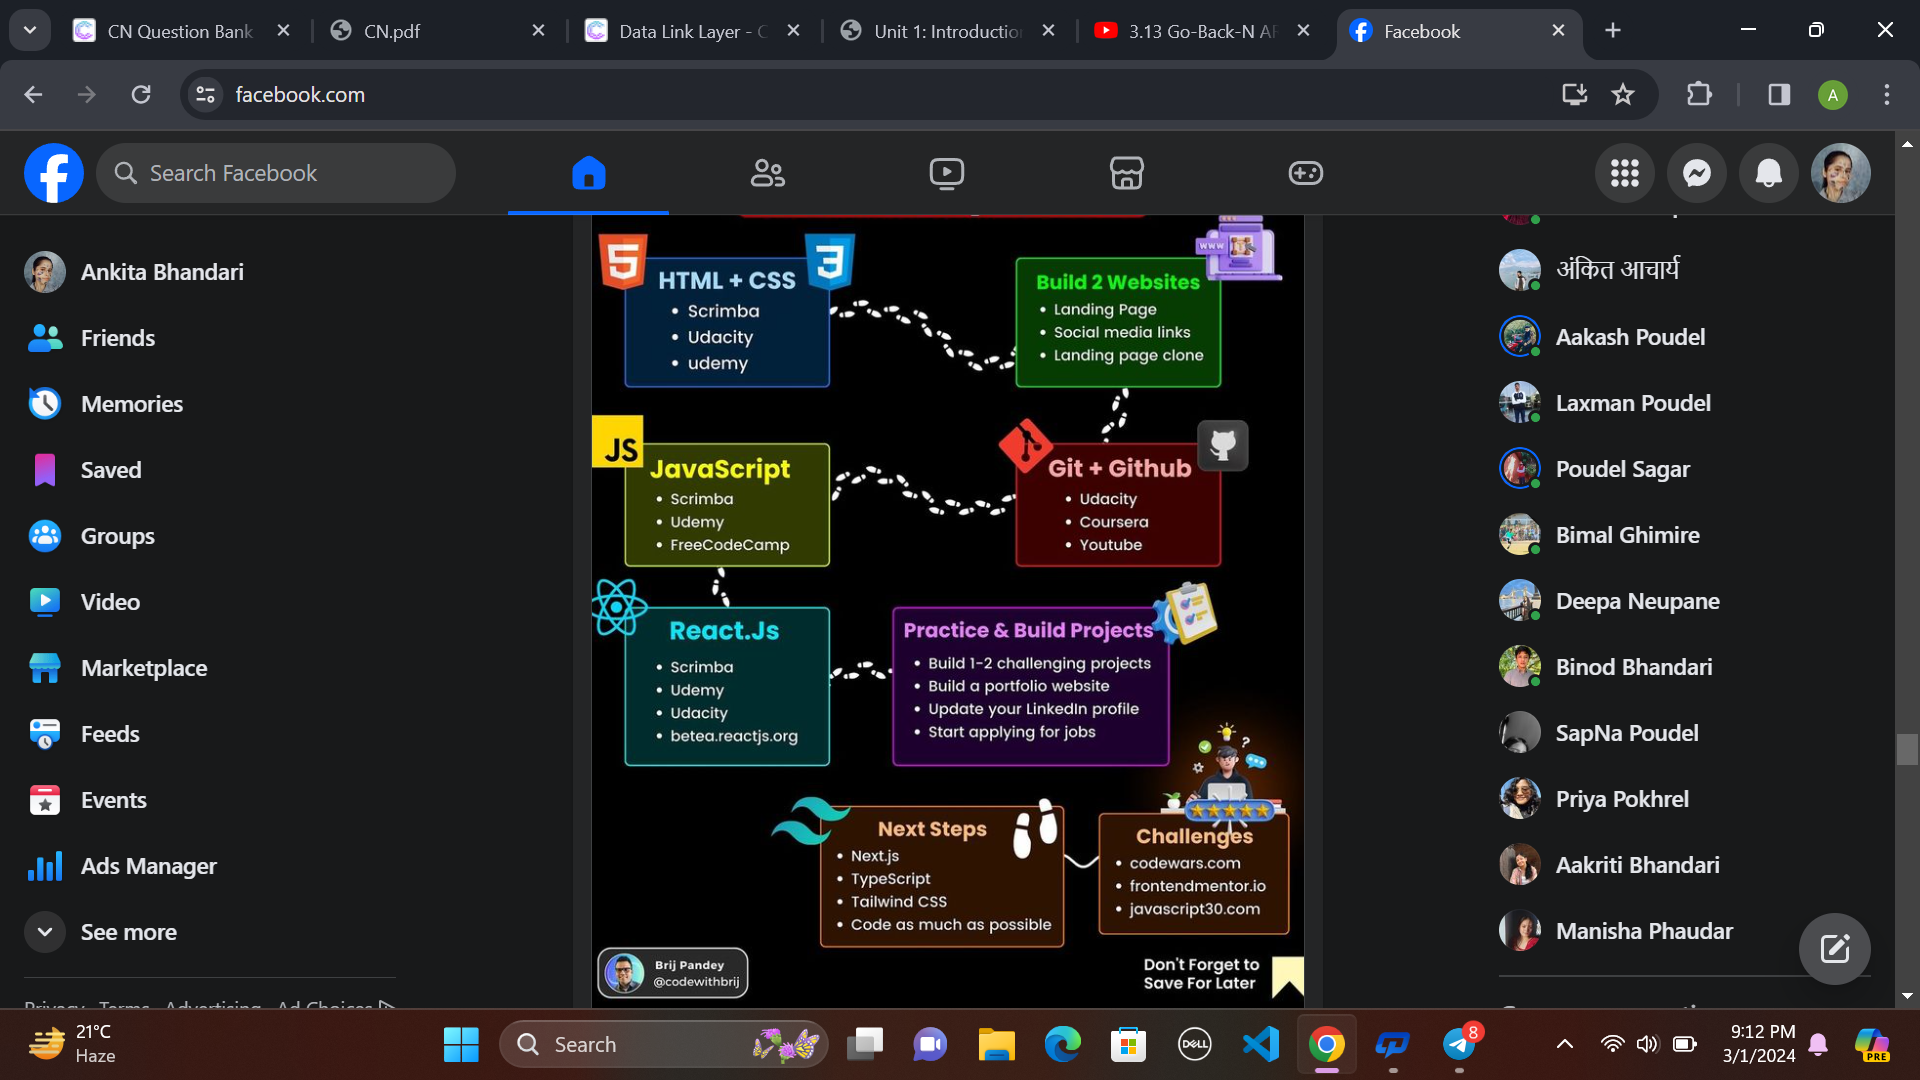 CN Question Bank
CN.pdf
Data Link Layer - C
Unit 1: Introduction
3.13 Go-Back-N AR
Facebook
facebook.com
A
Search Facebook
Ankita Bhandari
Friends
Memories
Saved
Groups
Video
Marketplace
Feeds
Events
Ads Manager
See more
Privacy · Terms · Advertising · Ad Choices
HTML + CSS
• Scrimba
• Udacity
• udemy
WWW
Build 2 Websites
• Landing Page
• Social media links
• Landing page clone
JS
JavaScript
• Scrimba
• Udemy
• FreeCodeCamp
Git + Github
• Udacity
• Coursera
• Youtube
React.Js
• Scrimba
• Udemy
• Udacity
• betea.reactjs.org
Practice & Build Projects
• Build 1-2 challenging projects
• Build a portfolio website
• Update your LinkedIn profile
• Start applying for jobs
Next Steps
• Next.js
• TypeScript
• Tailwind CSS
• Code as much as possible
Challenges
• codewars.com
• frontendmentor.io
• javascript30.com
Brij Pandey
@codewithbrij
Don't Forget to
Save For Later
अंकित आचार्य
Aakash Poudel
Laxman Poudel
Poudel Sagar
Bimal Ghimire
Deepa Neupane
Binod Bhandari
SapNa Poudel
Priya Pokhrel
Aakriti Bhandari
Manisha Phaudar
21°C
Haze
Search
DELL
8
9:12 PM
3/1/2024
PRE